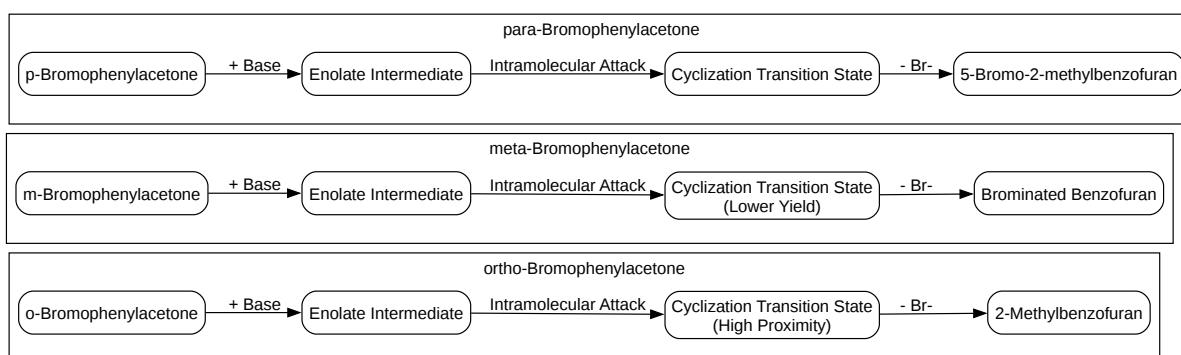 para-Bromophenylacetone
p-Bromophenylacetone
+ Base
Enolate Intermediate
Intramolecular Attack
Cyclization Transition State
- Br-
5-Bromo-2-methylbenzofuran
meta-Bromophenylacetone
m-Bromophenylacetone
+ Base
Enolate Intermediate
Intramolecular Attack
Cyclization Transition State
(Lower Yield)
- Br-
Brominated Benzofuran
ortho-Bromophenylacetone
o-Bromophenylacetone
+ Base
Enolate Intermediate
Intramolecular Attack
Cyclization Transition State
(High Proximity)
- Br-
2-Methylbenzofuran